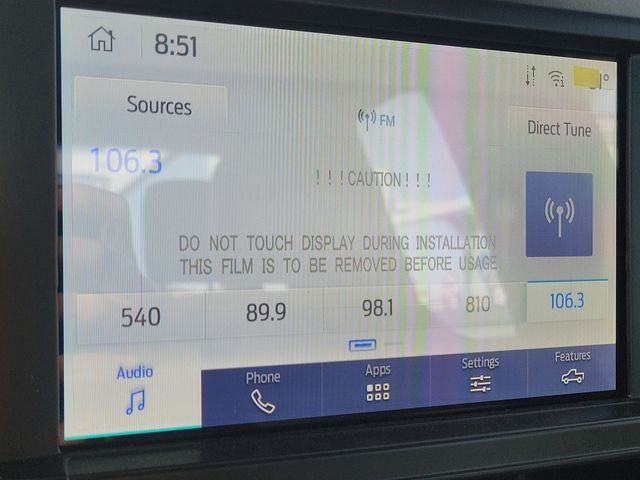 8:51
Sources
FM
Direct Tune
106.3
! ! ! CAUTION ! ! !
DO NOT TOUCH DISPLAY DURING INSTALLATION
THIS FILM IS TO BE REMOVED BEFORE USAGE
540
89.9
98.1
810
106.3
Audio
Phone
Apps
Settings
Features